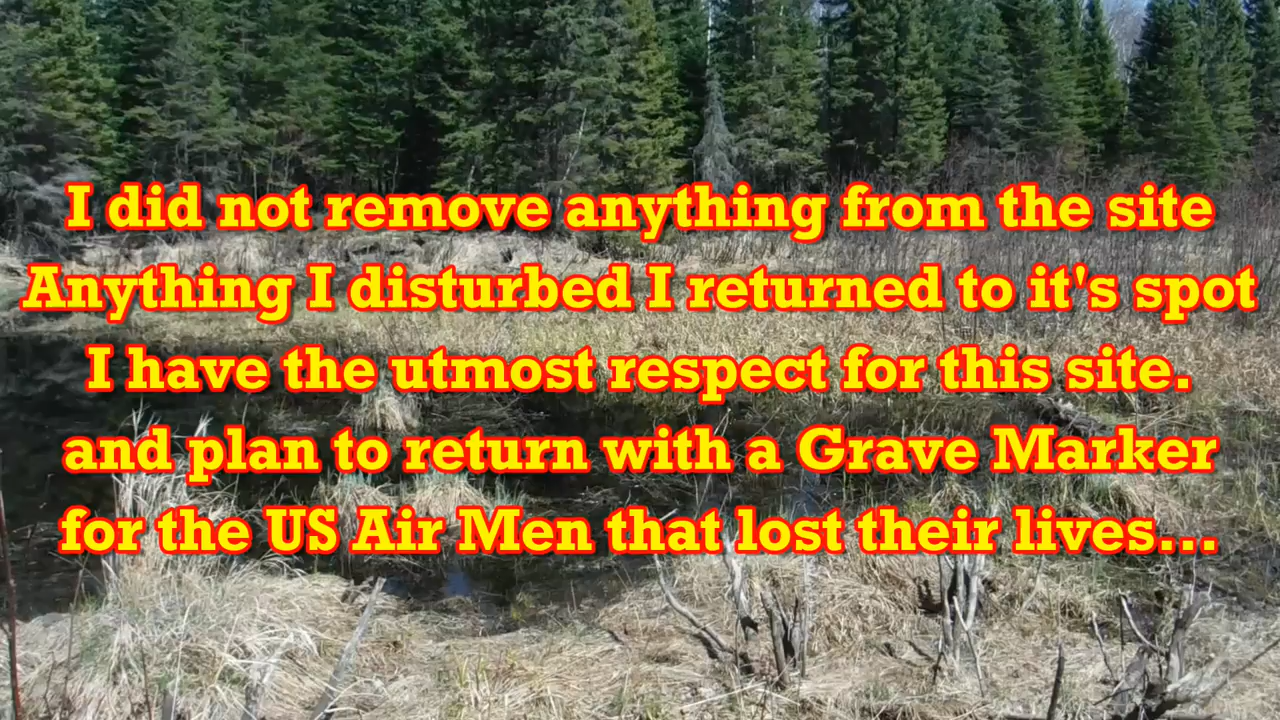 I did not remove anything from the site
Anything I disturbed I returned to it's spot
I have the utmost respect for this site.
and plan to return with a Grave Marker
for the US Air Men that lost their lives...